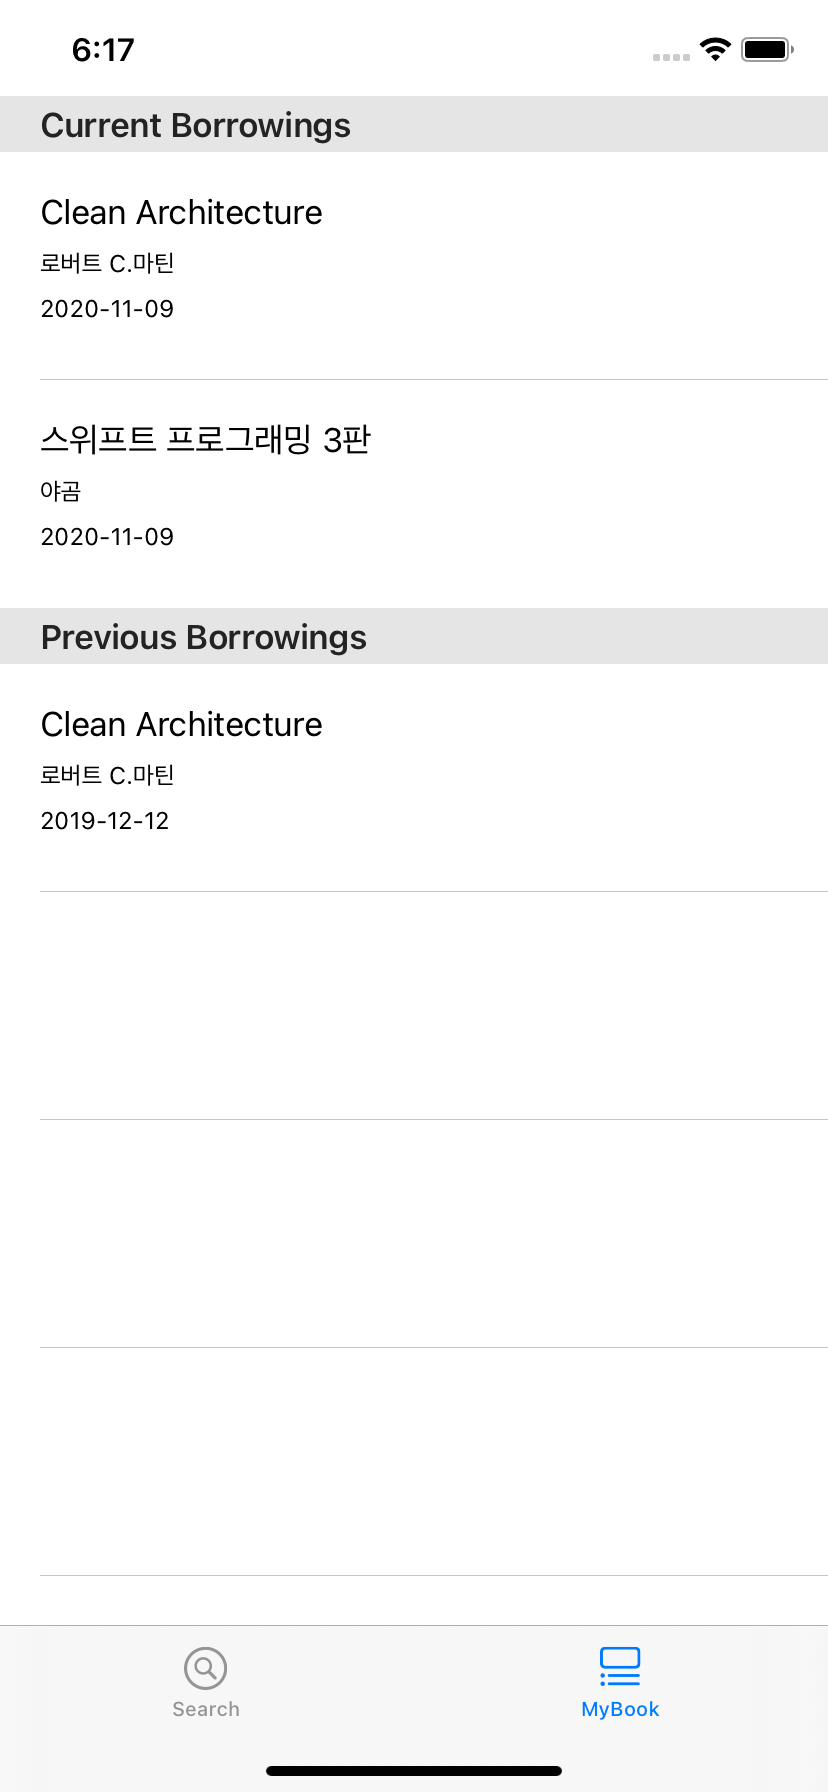 6:17
Current Borrowings
Clean Architecture
로버트 C.마틴
2020-11-09
스위프트 프로그래밍 3판
야곰
2020-11-09
Previous Borrowings
Clean Architecture
로버트 C.마틴
2019-12-12
Search
MyBook